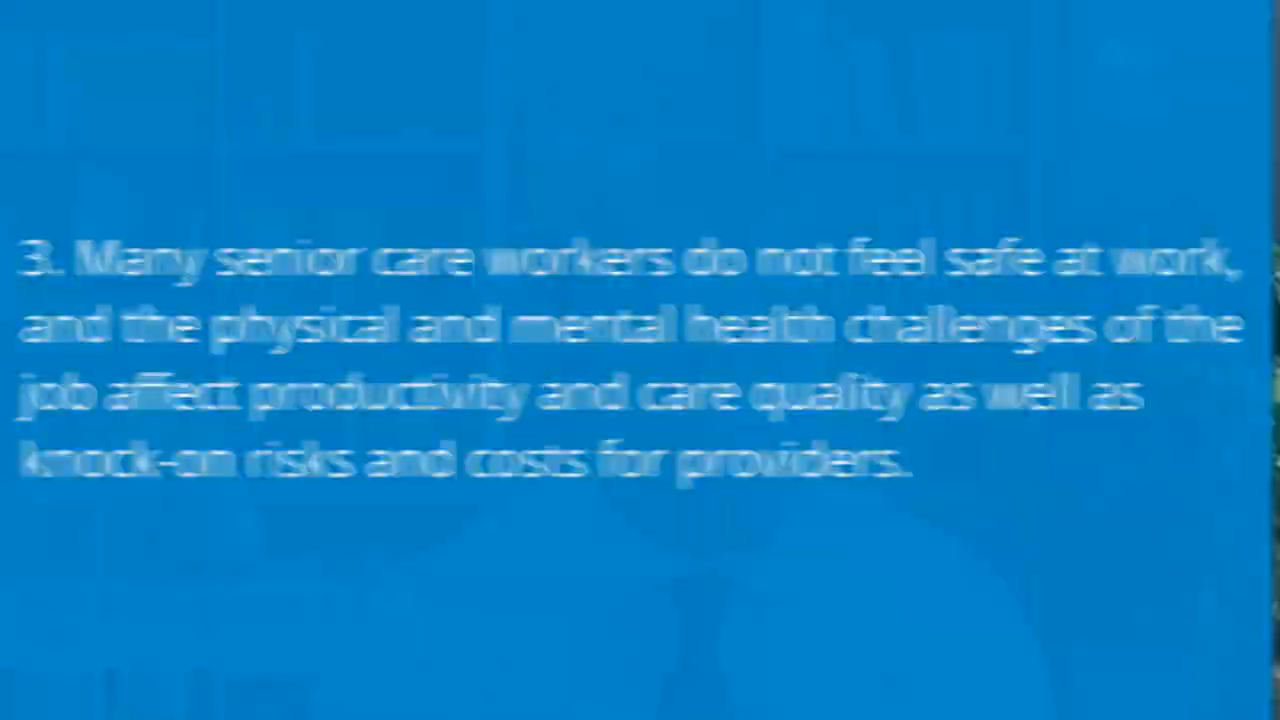 3. Many senior care workers do not feel safe at work,
and the physical and mental health challenges of the
job affect productivity and care quality as well as
knock-on risks and costs for providers.